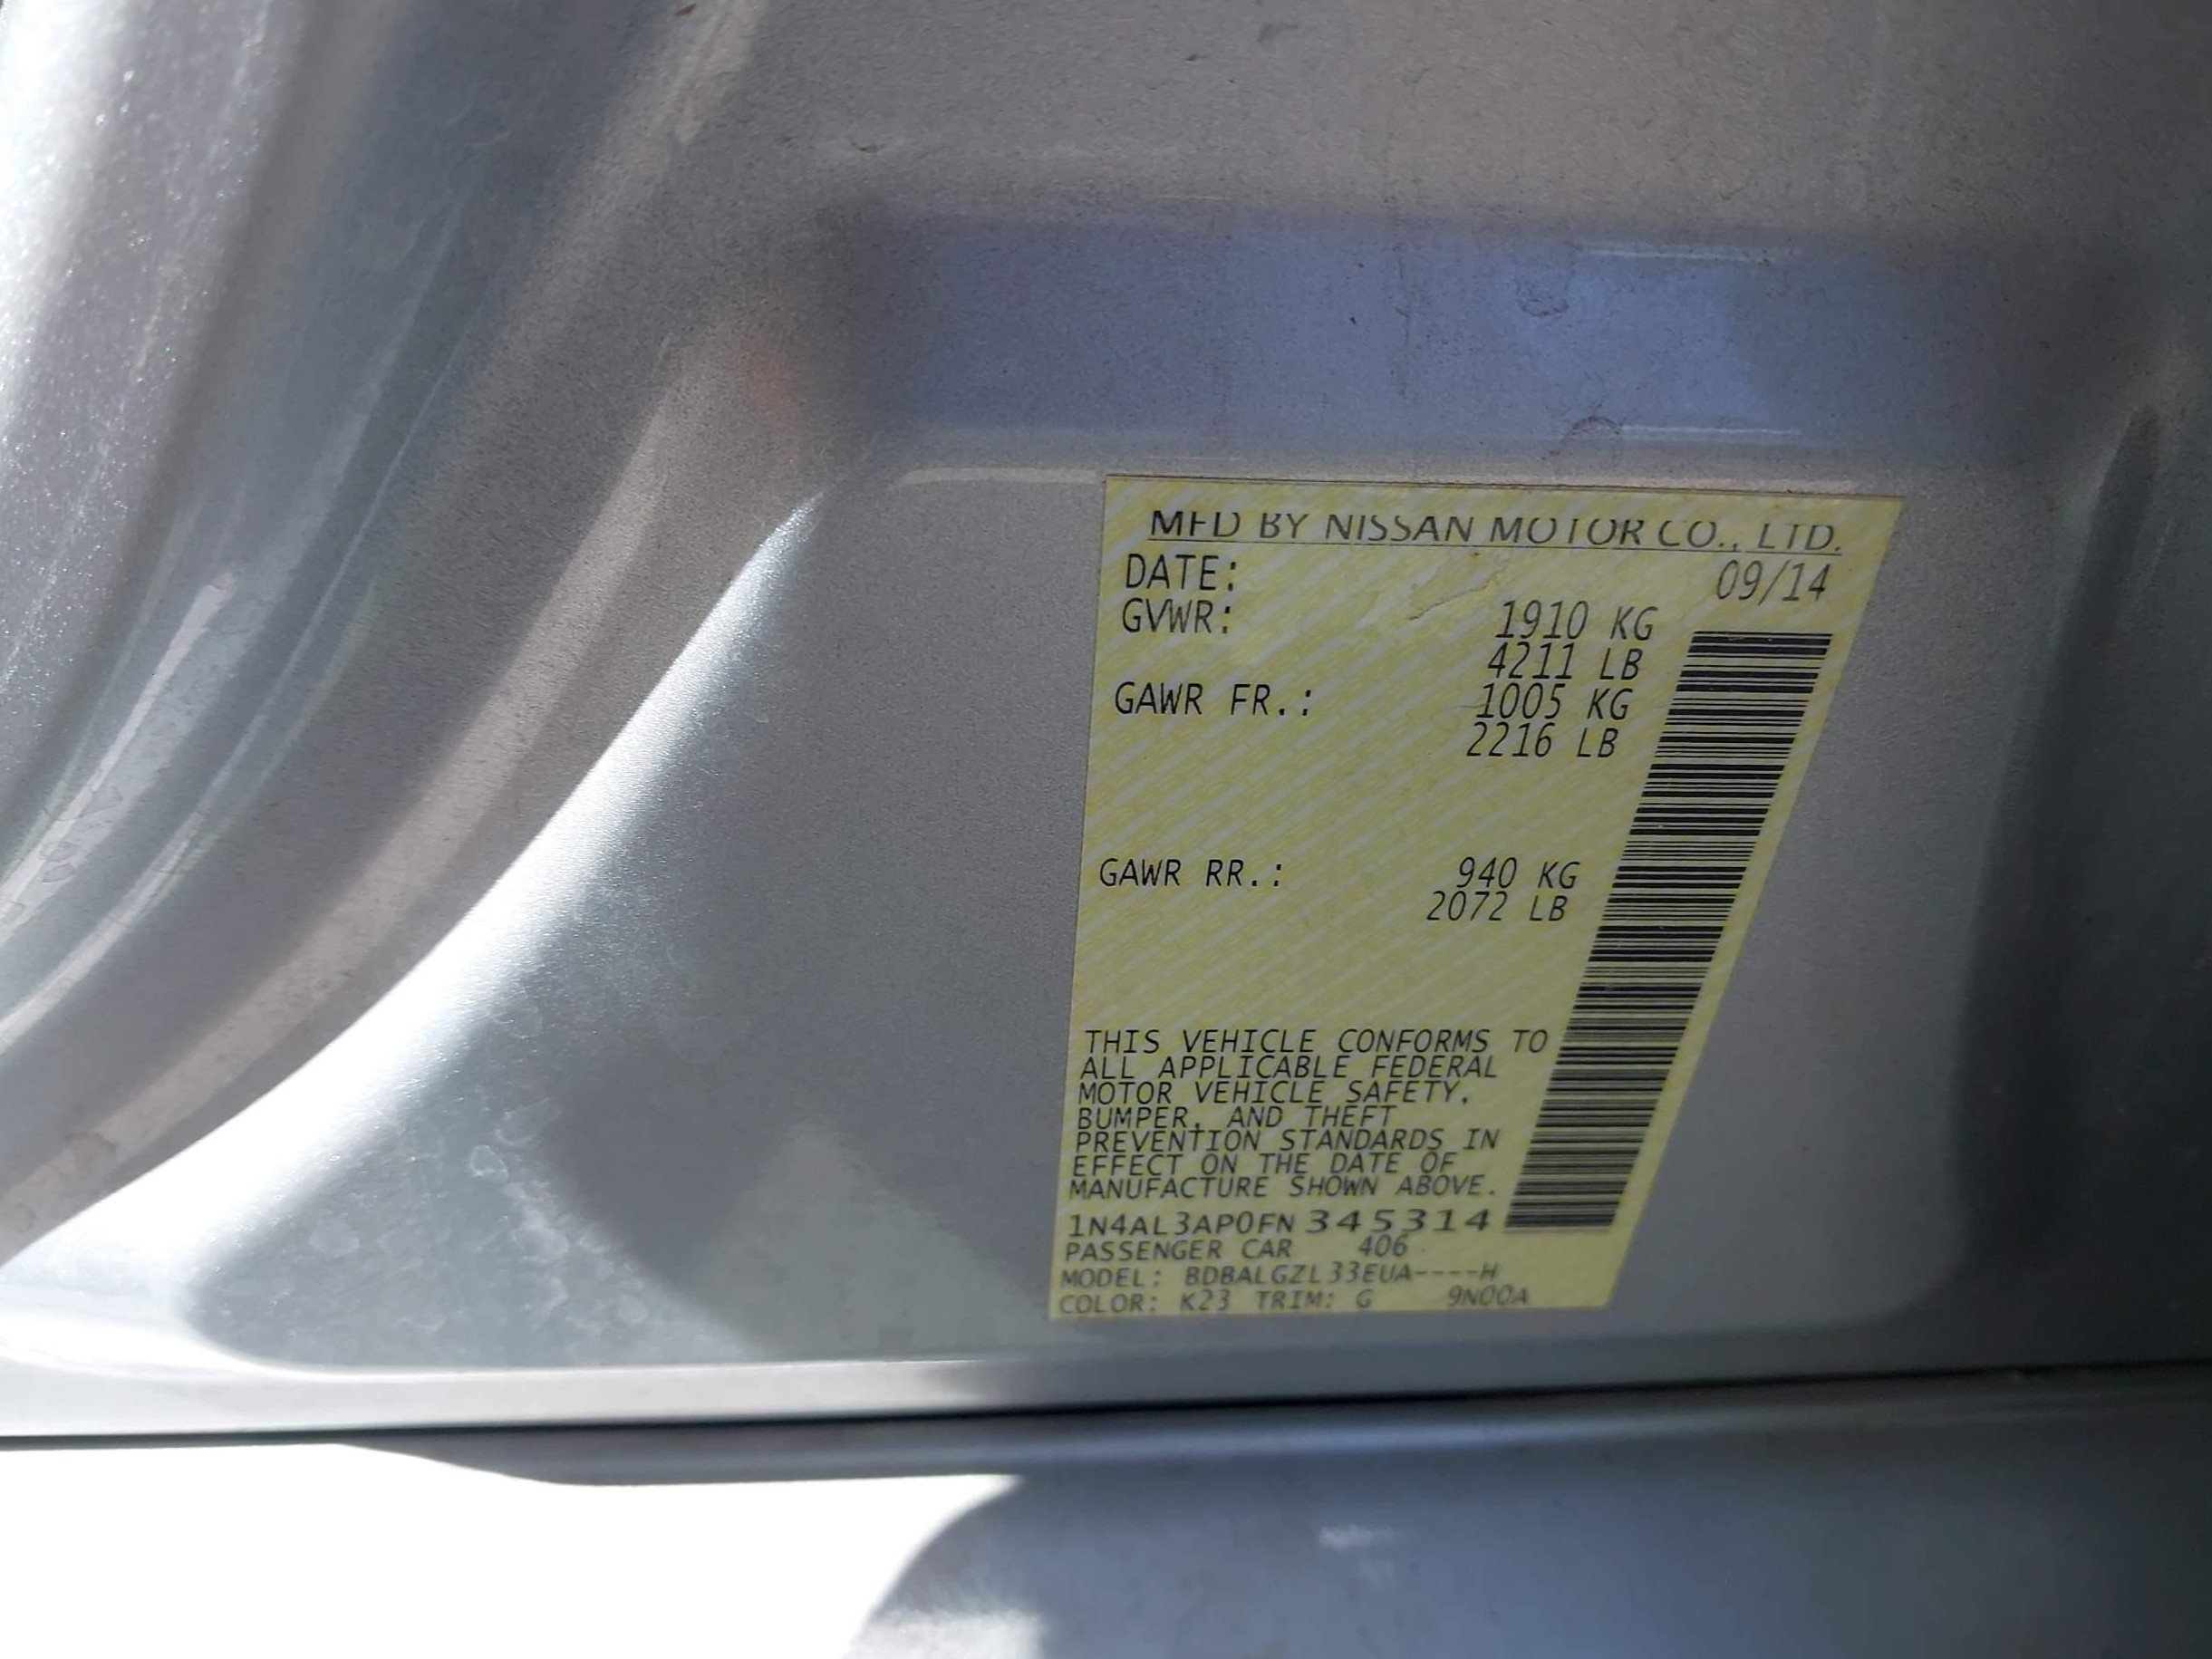 MFD BY NISSAN MOTOR CO., LTD.
DATE: 09/14
GVWR: 1910 KG
4211 LB
GAWR FR.: 1005 KG
2216 LB
GAWR RR.: 940 KG
2072 LB
THIS VEHICLE CONFORMS TO
ALL APPLICABLE FEDERAL
MOTOR VEHICLE SAFETY,
BUMPER, AND THEFT
PREVENTION STANDARDS IN
EFFECT ON THE DATE OF
MANUFACTURE SHOWN ABOVE.
1N4AL3AP0FN345314
PASSENGER CAR 406
MODEL: BDBALGZL33EUA----H
COLOR: K23 TRIM: G 9N00A